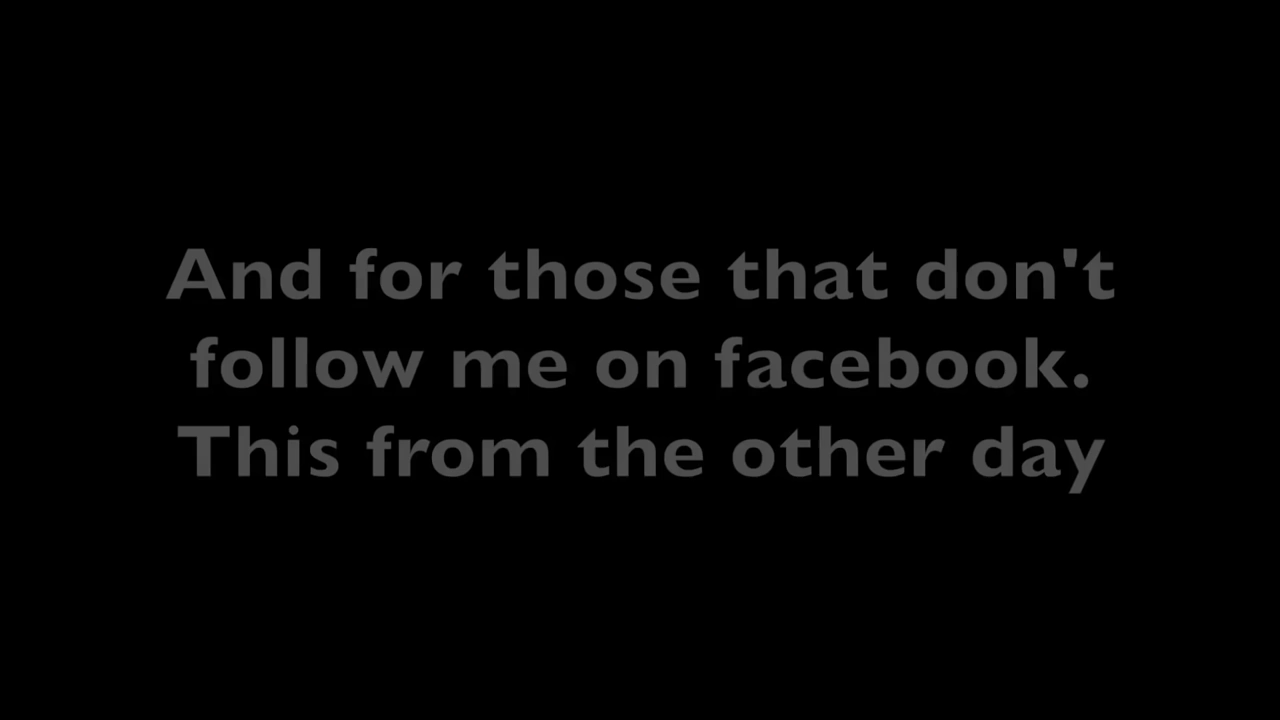 And for those that don't
follow me on facebook.
This from the other day